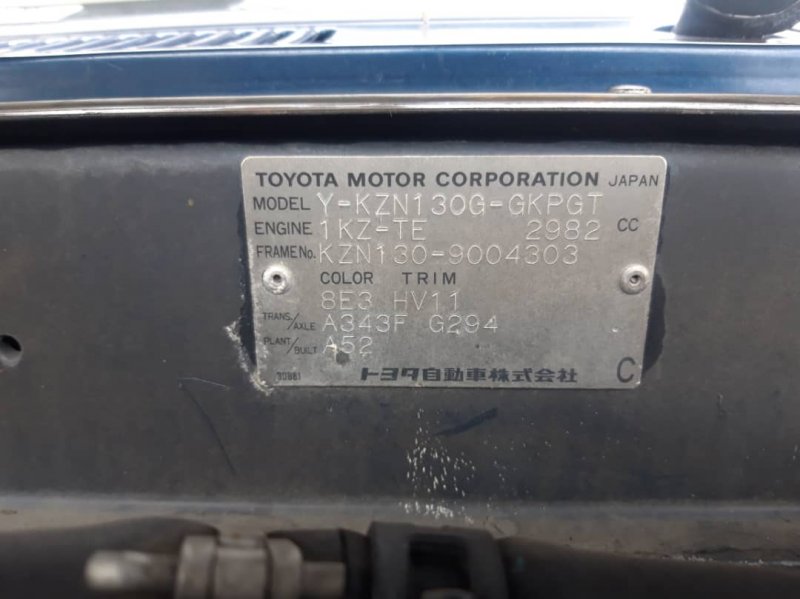 TOYOTA MOTOR CORPORATION JAPAN
MODEL Y-KZN130G-GKPGT
ENGINE 1KZ-TE 2982 CC
FRAME No. KZN130-9004303
COLOR TRIM
8E3 HV11
TRANS./AXLE A343F G294
PLANT/BUILT A52
30881 トヨタ自動車株式会社 C